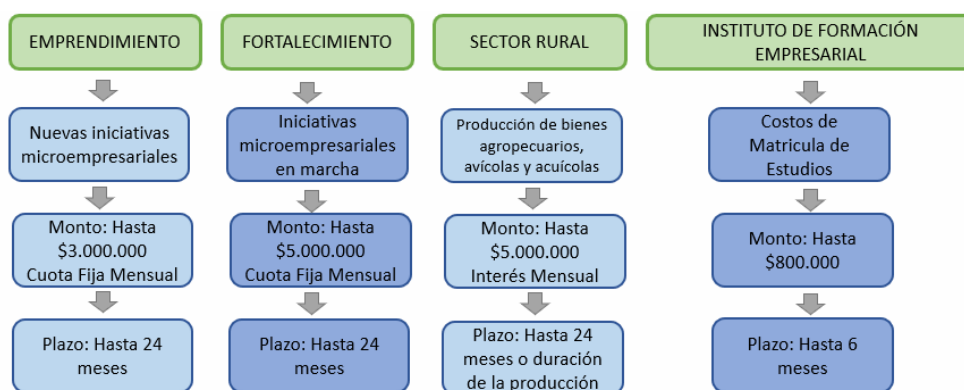 EMPRENDIMIENTO
Nuevas iniciativas
microempresariales
Monto: Hasta
$3.000.000
Cuota Fija Mensual
Plazo: Hasta 24
meses
FORTALECIMIENTO
Iniciativas
microempresariales
en marcha
Monto: Hasta
$5.000.000
Cuota Fija Mensual
Plazo: Hasta 24
meses
SECTOR RURAL
Producción de bienes
agropecuarios,
avícolas y acuícolas
Monto: Hasta
$5.000.000
Interés Mensual
Plazo: Hasta 24
meses o duración
de la producción
INSTITUTO DE FORMACIÓN
EMPRESARIAL
Costos de
Matricula de
Estudios
Monto: Hasta
$800.000
Plazo: Hasta 6
meses